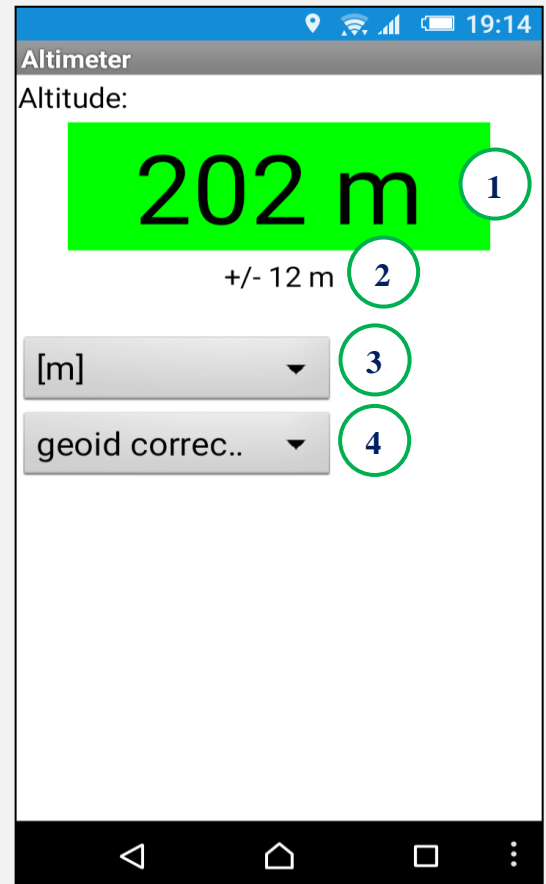 19:14
Altimeter
Altitude:
202 m
1
+/- 12 m
2
[m]
3
geoid correc..
4